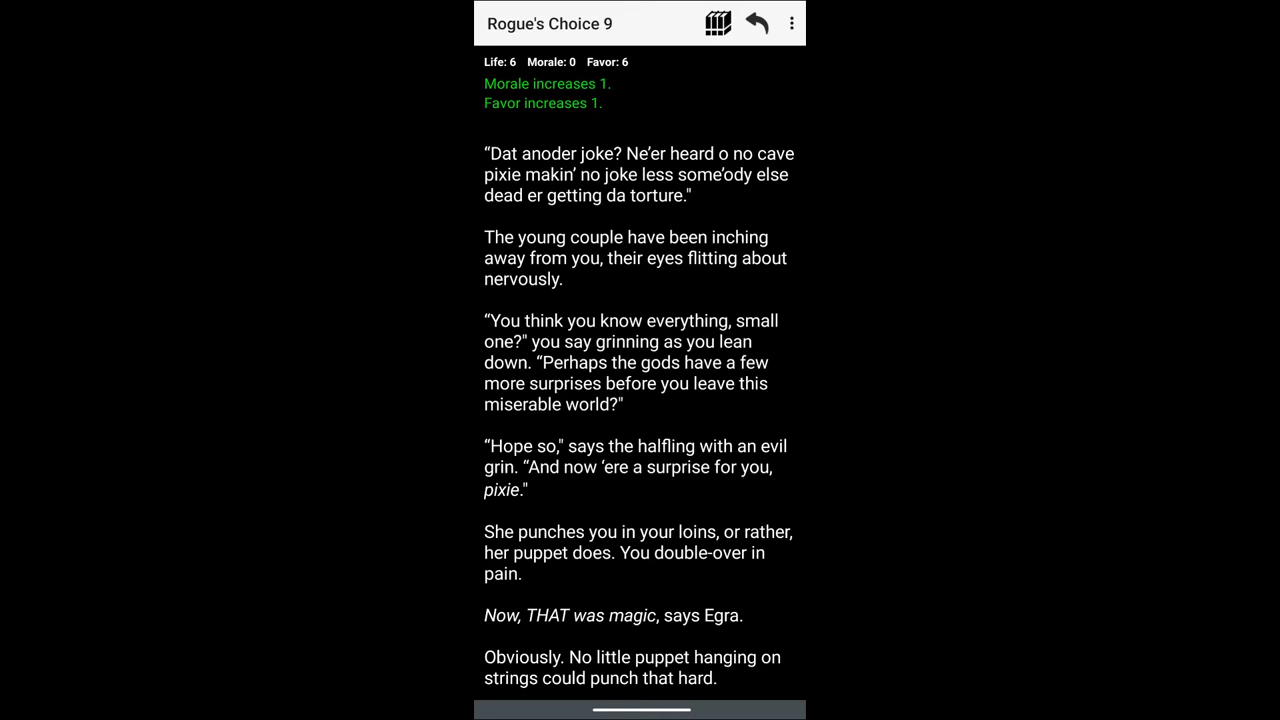 Rogue's Choice 9
Life: 6 Morale: 0 Favor: 6
Morale increases 1.
Favor increases 1.
“Dat anoder joke? Ne’er heard o no cave
pixie makin’ no joke less some’ody else
dead er getting da torture."
The young couple have been inching
away from you, their eyes flitting about
nervously.
“You think you know everything, small
one?" you say grinning as you lean
down. “Perhaps the gods have a few
more surprises before you leave this
miserable world?"
“Hope so," says the halfling with an evil
grin. “And now ‘ere a surprise for you,
pixie."
She punches you in your loins, or rather,
her puppet does. You double-over in
pain.
Now, THAT was magic, says Egra.
Obviously. No little puppet hanging on
strings could punch that hard.